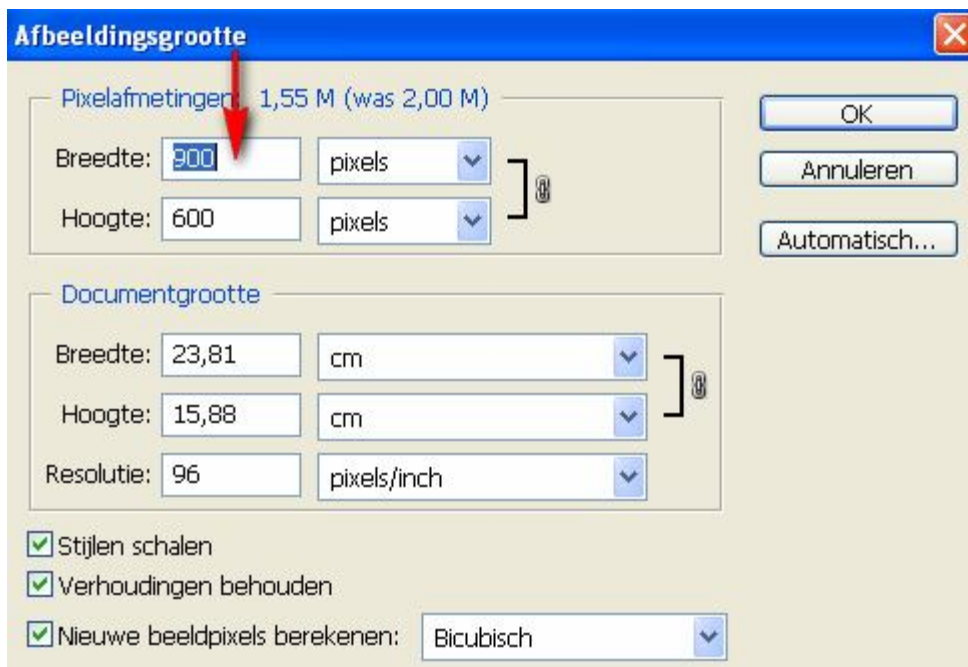 Afbeeldingsgrootte
Pixelafmetingen: 1,55 M (was 2,00 M)
Breedte: 900 pixels
Hoogte: 600 pixels
OK
Annuleren
Automatisch...
Documentgrootte
Breedte: 23,81 cm
Hoogte: 15,88 cm
Resolutie: 96 pixels/inch
Stijlen schalen
Verhoudingen behouden
Nieuwe beeldpixels berekenen: Bicubisch